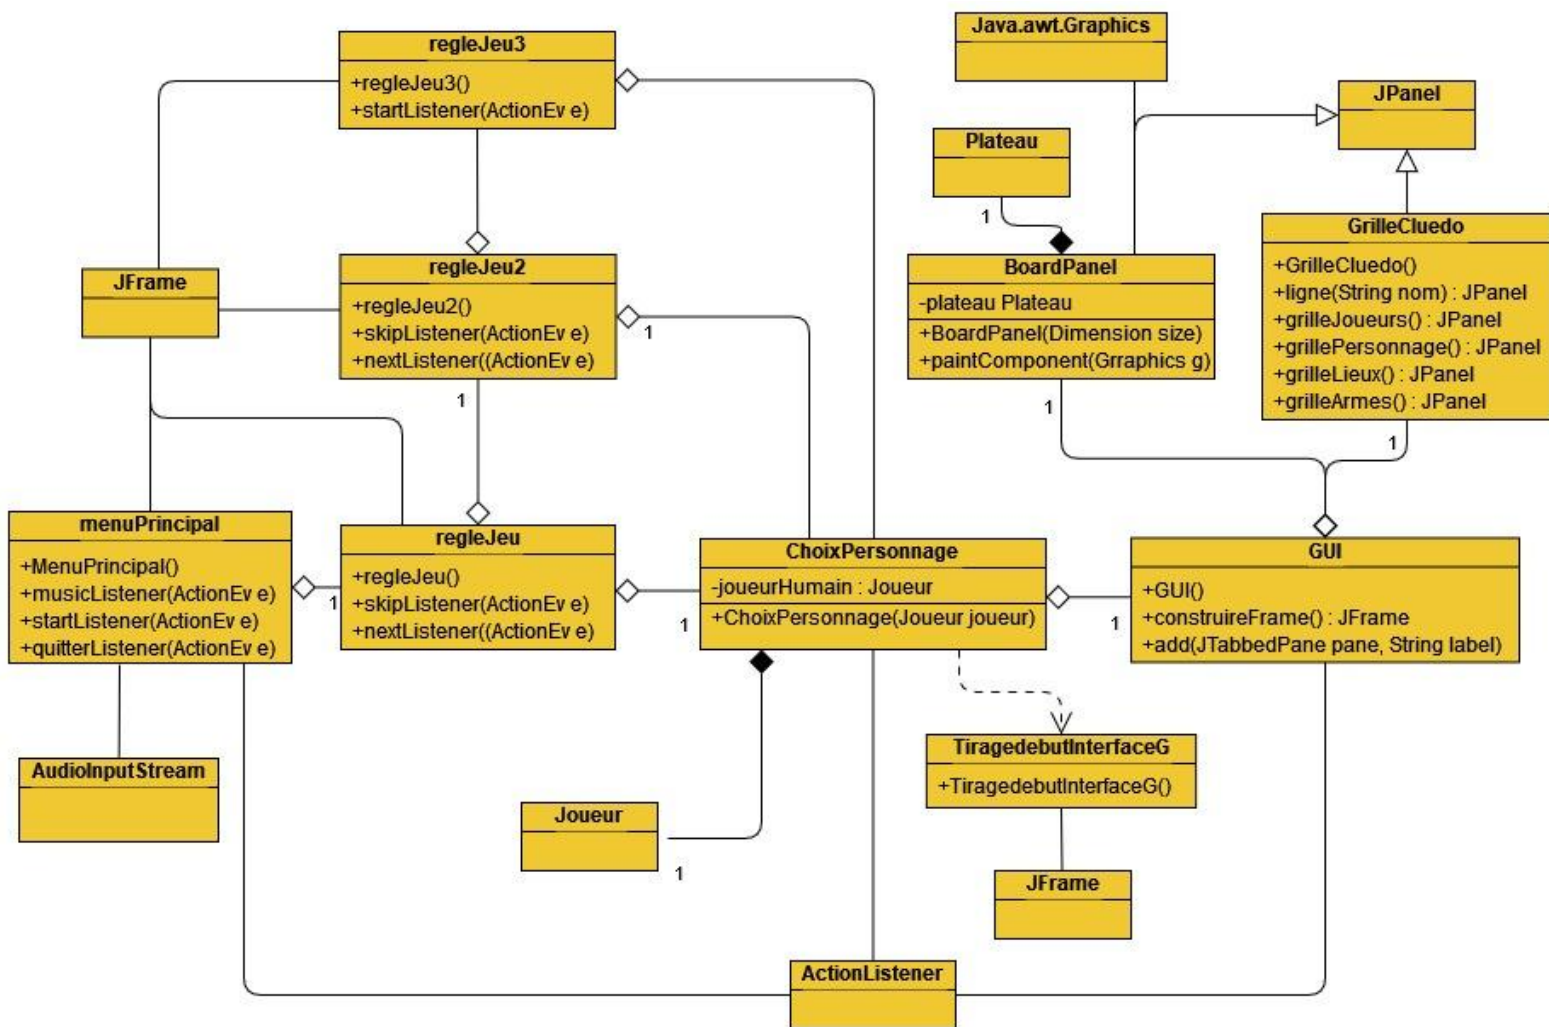 regleJeu3
+regleJeu3()
+startListener(ActionEv e)
Java.awt.Graphics
JPanel
Plateau
1
GrilleCluedo
+GrilleCluedo()
+ligne(String nom) : JPanel
+grilleJoueurs() : JPanel
+grillePersonnage() : JPanel
+grilleLieux() : JPanel
+grilleArmes() : JPanel
1
JFrame
regleJeu2
+regleJeu2()
+skipListener(ActionEv e)
+nextListener((ActionEv e)
1
1
BoardPanel
-plateau Plateau
+BoardPanel(Dimension size)
+paintComponent(Grraphics g)
1
menuPrincipal
+MenuPrincipal()
+musicListener(ActionEv e)
+startListener(ActionEv e)
+quitterListener(ActionEv e)
1
regleJeu
+regleJeu()
+skipListener(ActionEv e)
+nextListener((ActionEv e)
1
ChoixPersonnage
-joueurHumain : Joueur
+ChoixPersonnage(Joueur joueur)
1
GUI
+GUI()
+construireFrame() : JFrame
+add(JTabbedPane pane, String label)
AudioInputStream
Joueur
1
TiragedebutInterfaceG
+TiragedebutInterfaceG()
JFrame
ActionListener